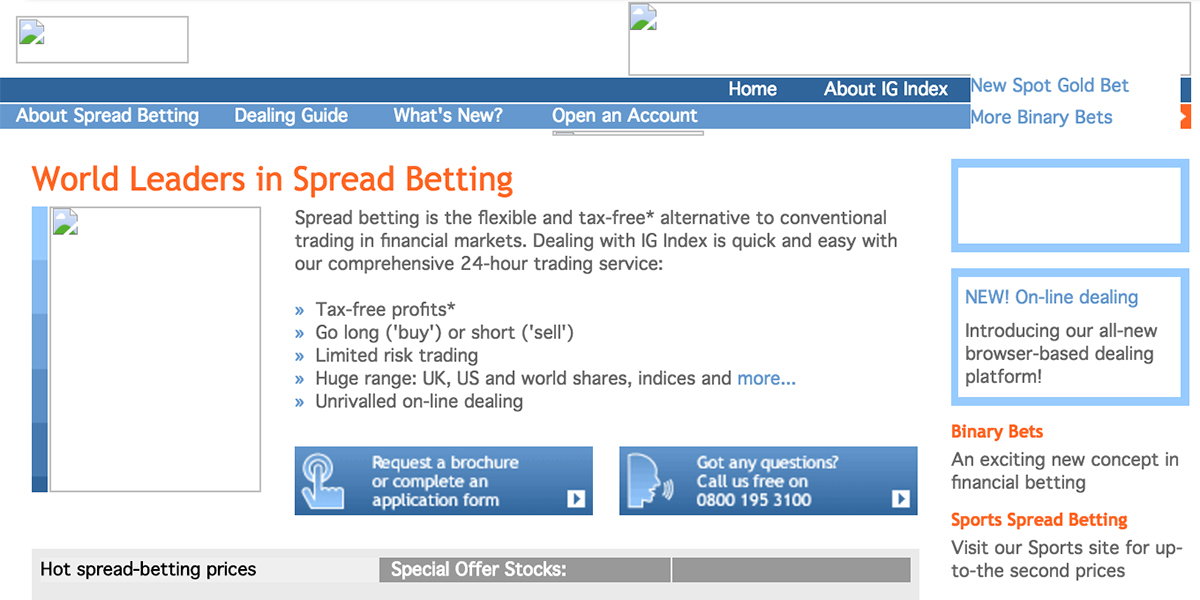 Home
About IG Index
New Spot Gold Bet
About Spread Betting
Dealing Guide
What's New?
Open an Account
More Binary Bets
World Leaders in Spread Betting
Spread betting is the flexible and tax-free* alternative to conventional
trading in financial markets. Dealing with IG Index is quick and easy with
our comprehensive 24-hour trading service:
» Tax-free profits*
» Go long ('buy') or short ('sell')
» Limited risk trading
» Huge range: UK, US and world shares, indices and more...
» Unrivalled on-line dealing
Request a brochure
or complete an
application form
Got any questions?
Call us free on
0800 195 3100
NEW! On-line dealing
Introducing our all-new
browser-based dealing
platform!
Binary Bets
An exciting new concept in
financial betting
Sports Spread Betting
Visit our Sports site for up-
to-the second prices
Hot spread-betting prices
Special Offer Stocks: